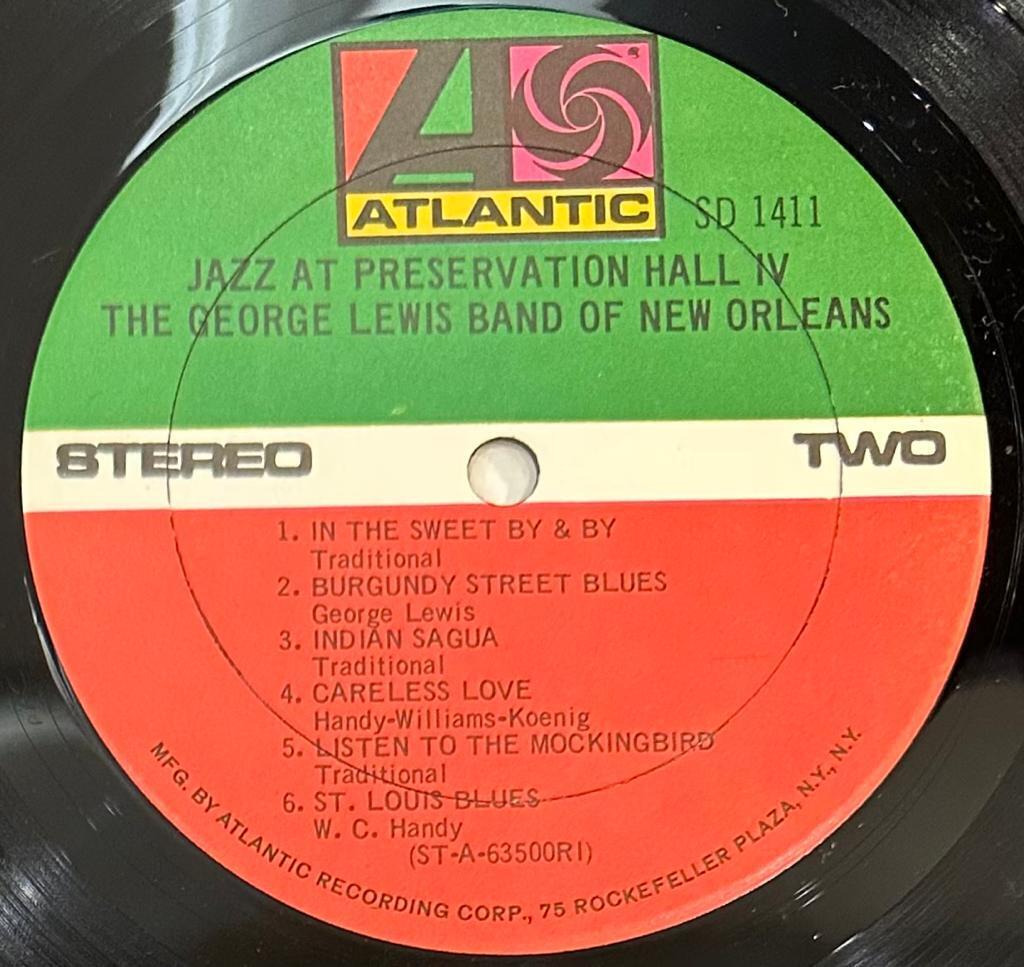 ATLANTIC
SD 1411
JAZZ AT PRESERVATION HALL IV
THE GEORGE LEWIS BAND OF NEW ORLEANS
STEREO
TWO
1. IN THE SWEET BY & BY
Traditional
2. BURGUNDY STREET BLUES
George Lewis
3. INDIAN SAGUA
Traditional
4. CARELESS LOVE
Handy-Williams-Koenig
5. LISTEN TO THE MOCKINGBIRD
Traditional
6. ST. LOUIS BLUES
W. C. Handy
(ST-A-63500RI)
MFG. BY ATLANTIC RECORDING CORP., 75 ROCKEFELLER PLAZA, N.Y., N.Y.